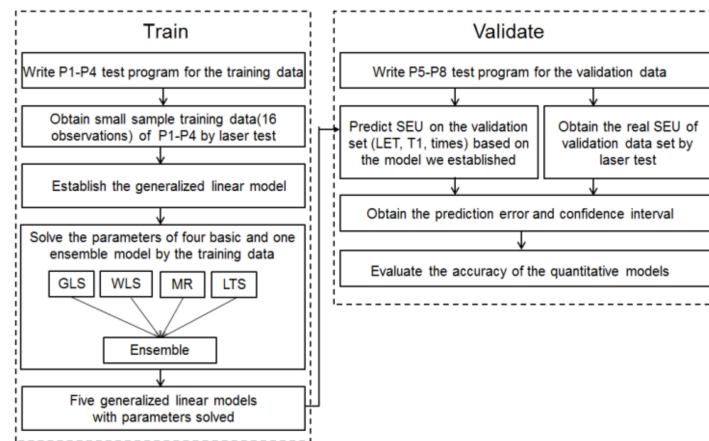 Train
Write P1-P4 test program for the training data
Obtain small sample training data(16
observations) of P1-P4 by laser test
Establish the generalized linear model
Solve the parameters of four basic and one
ensemble model by the training data
GLS
WLS
MR
LTS
Ensemble
Five generalized linear models
with parameters solved
Validate
Write P5-P8 test program for the validation data
Predict SEU on the validation
set (LET, T1, times) based on
the model we established
Obtain the real SEU of
validation data set by
laser test
Obtain the prediction error and confidence interval
Evaluate the accuracy of the quantitative models